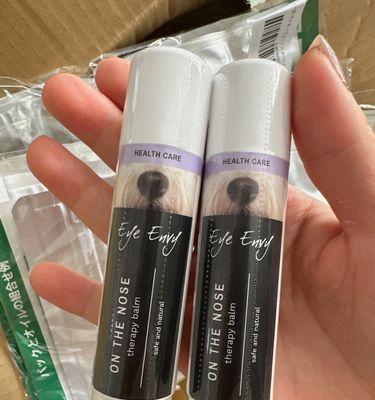 HEALTH CARE
Eye Envy
ON THE NOSE
therapy balm
safe and natural
HEALTH CARE
Eye Envy
ON THE NOSE
therapy balm
safe and natural